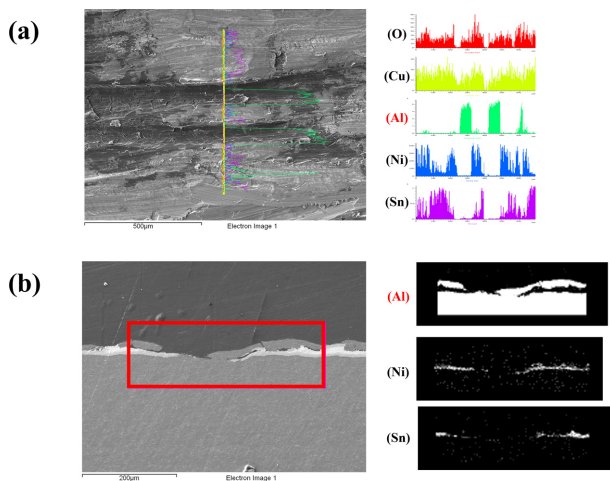 (a)
(O)
(Cu)
(Al)
(Ni)
(Sn)
500µm
Electron Image 1
(b)
(Al)
(Ni)
(Sn)
200µm
Electron Image 1